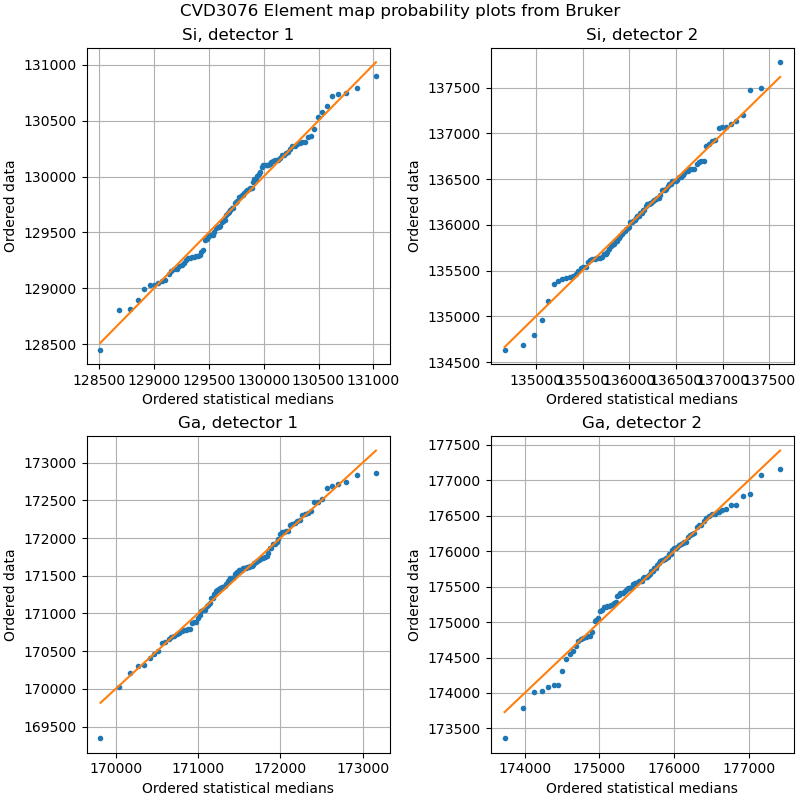 CVD3076 Element map probability plots from Bruker
Si, detector 1
131000
130500
130000
129500
129000
128500
Ordered data
128500 129000 129500 130000 130500 131000
Ordered statistical medians
Si, detector 2
137500
137000
136500
136000
135500
135000
134500
Ordered data
135000 135500 136000 136500 137000 137500
Ordered statistical medians
Ga, detector 1
173000
172500
172000
171500
171000
170500
170000
169500
Ordered data
170000 171000 172000 173000
Ordered statistical medians
Ga, detector 2
177500
177000
176500
176000
175500
175000
174500
174000
173500
Ordered data
174000 175000 176000 177000
Ordered statistical medians